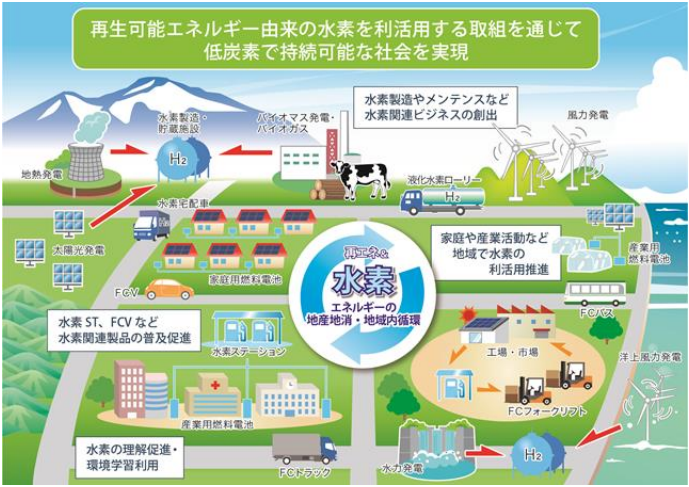 再生可能エネルギー由来の水素を利活用する取組を通じて
低炭素で持続可能な社会を実現
水素製造・
貯蔵施設
バイオマス発電・
バイオガス
水素製造やメンテンスなど
水素関連ビジネスの創出
風力発電
地熱発電
H2
液化水素ローリー
H2
水素宅配車
太陽光発電
家庭用燃料電池
再エネ&
水素
エネルギーの
地産地消・地域内循環
家庭や産業活動など
地域で水素の
利活用推進
産業用
燃料電池
FCV
FCバス
水素 ST、FCV など
水素関連製品の普及促進
水素ステーション
工場・市場
洋上風力発電
FCフォークリフト
産業用燃料電池
水素の理解促進・
環境学習利用
FCトラック
水力発電
H2